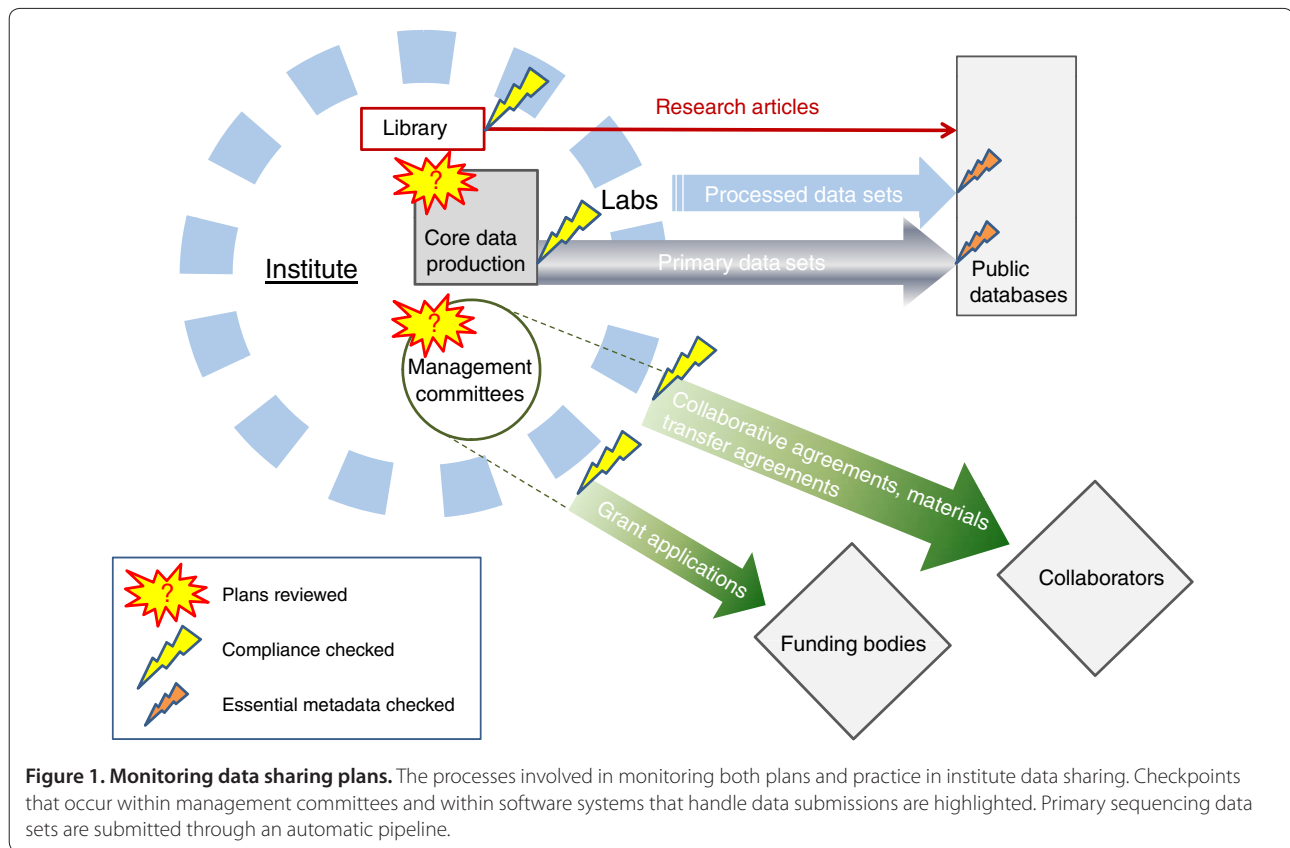 Library
Research articles
?
Labs
Processed data sets
Core data
production
Primary data sets
Institute
Public
databases
?
Management
committees
Collaborative agreements, materials
transfer agreements
Grant applications
Collaborators
Funding bodies
?
Plans reviewed
Compliance checked
Essential metadata checked
Figure 1. Monitoring data sharing plans. The processes involved in monitoring both plans and practice in institute data sharing. Checkpoints
that occur within management committees and within software systems that handle data submissions are highlighted. Primary sequencing data
sets are submitted through an automatic pipeline.